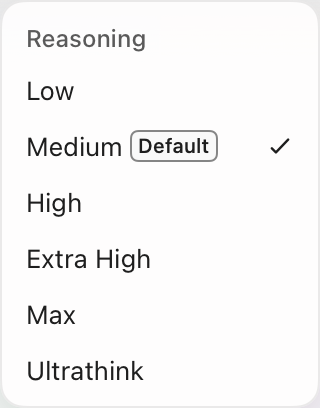 Reasoning
Low
Medium Default
High
Extra High
Max
Ultrathink